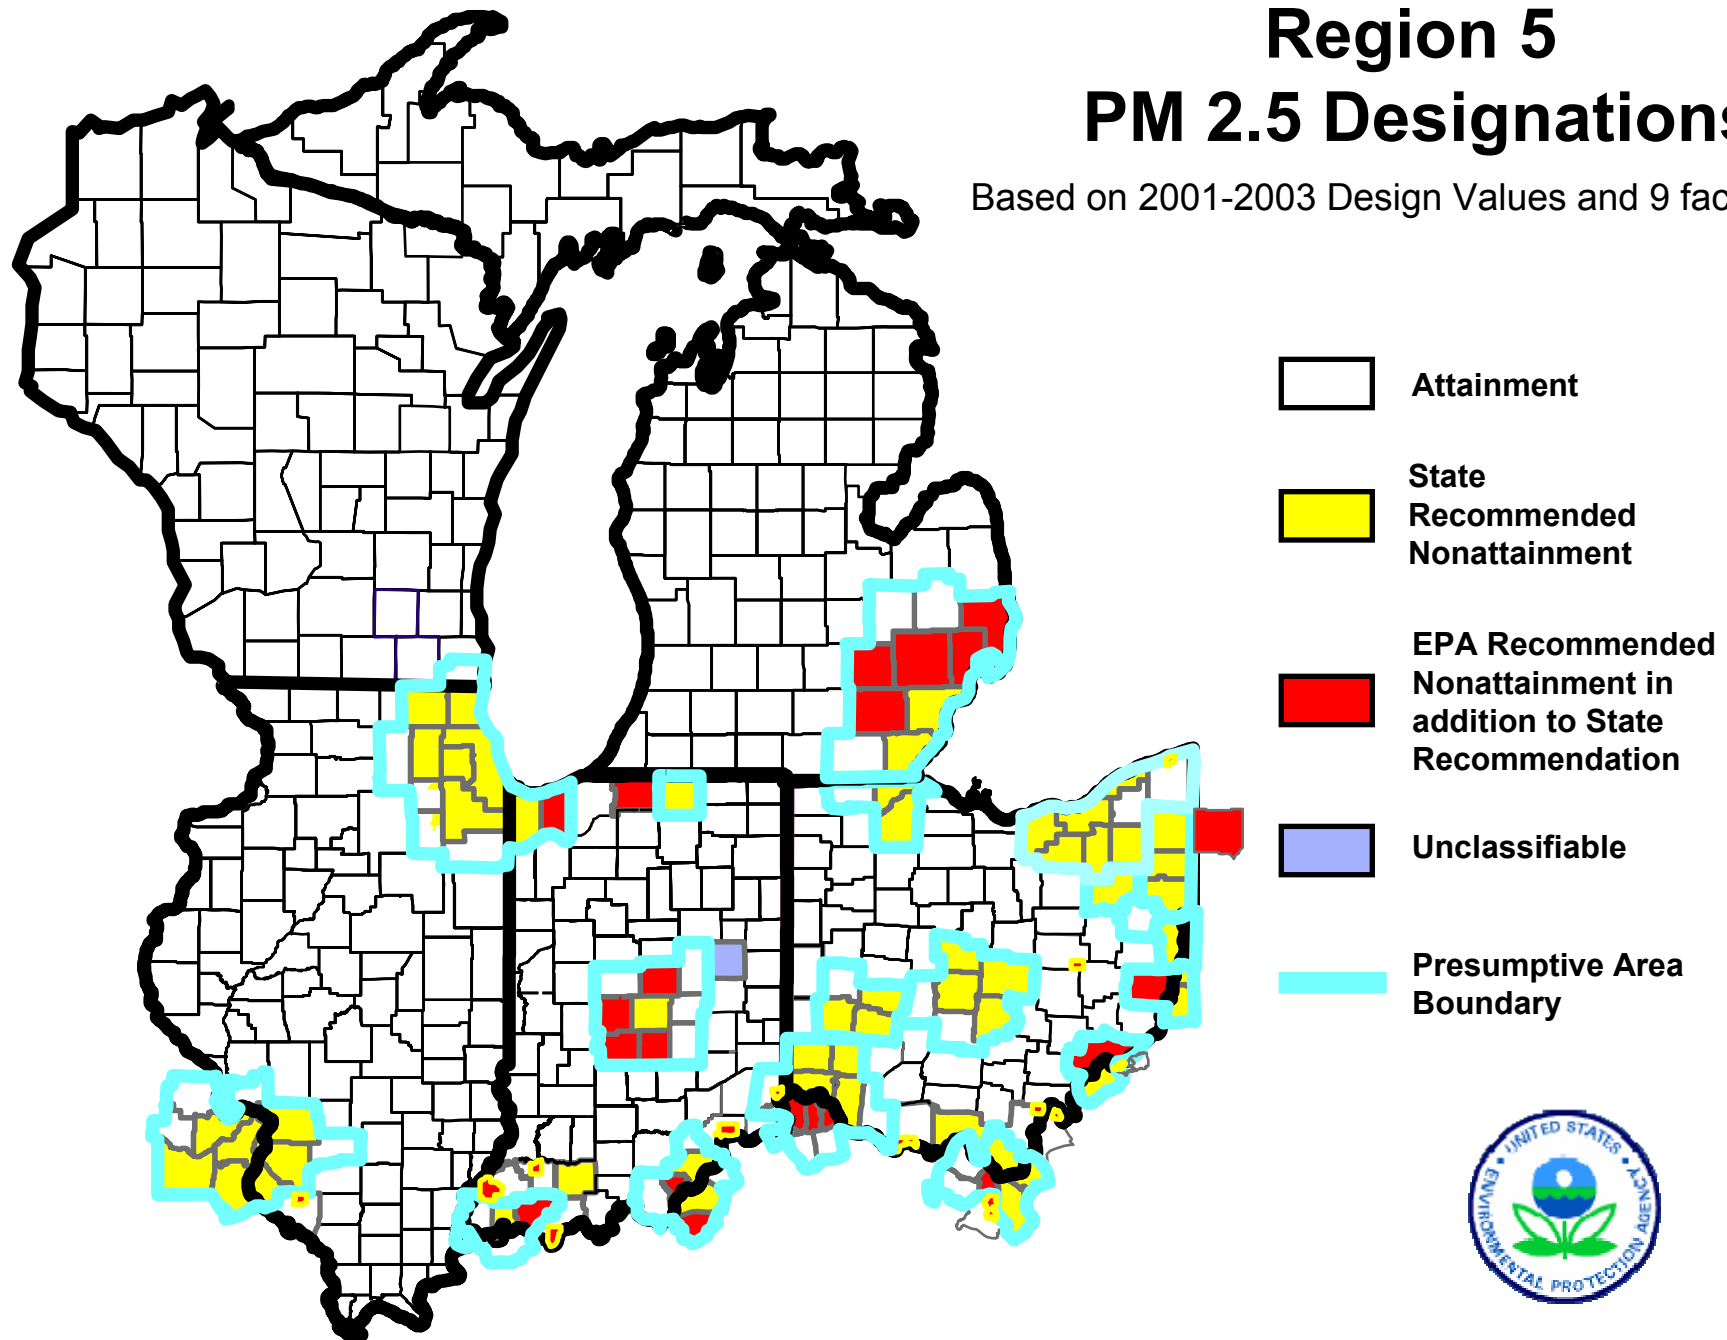 Region 5
PM 2.5 Designations
Based on 2001-2003 Design Values and 9 fac
Attainment
State
Recommended
Nonattainment
EPA Recommended
Nonattainment in
addition to State
Recommendation
Unclassifiable
Presumptive Area
Boundary
UNITED STATES
ENVIRONMENTAL PROTECTION AGENCY